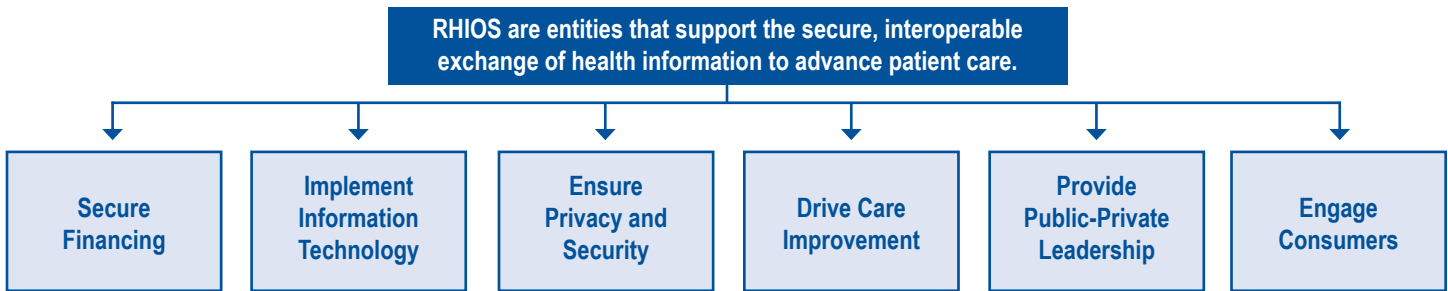 RHIOS are entities that support the secure, interoperable
exchange of health information to advance patient care.
Secure
Financing
Implement
Information
Technology
Ensure
Privacy and
Security
Drive Care
Improvement
Provide
Public-Private
Leadership
Engage
Consumers